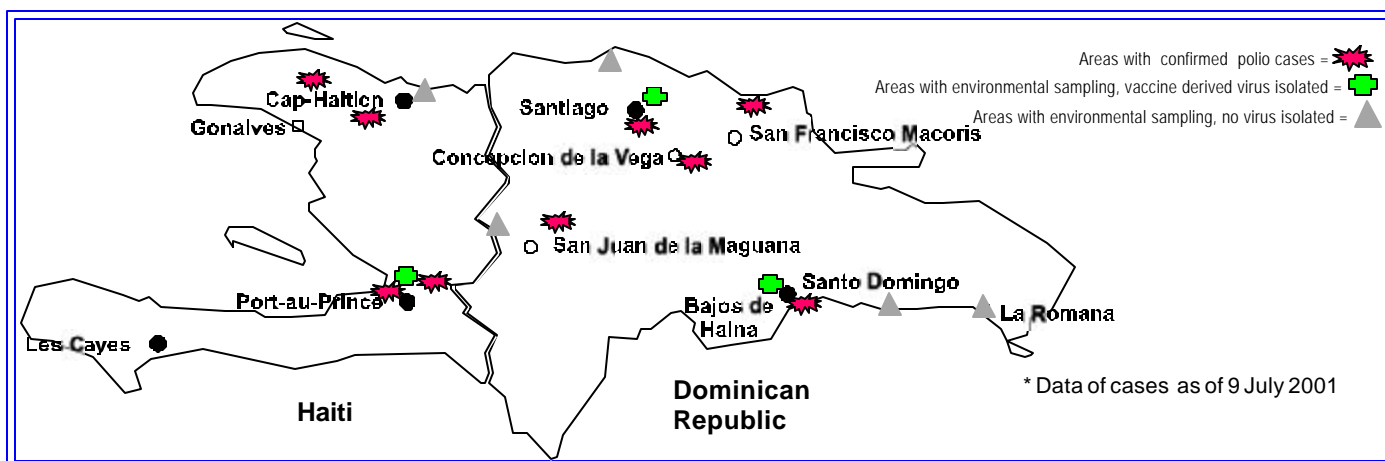 Areas with confirmed polio cases =
Areas with environmental sampling, vaccine derived virus isolated =
Areas with environmental sampling, no virus isolated =
Cap-Haitien
Gonaives
Santiago
San Francisco Macoris
Concepcion de la Vega
San Juan de la Maguana
Port-au-Prince
Santo Domingo
Bajos de
Haina
La Romana
Les Cayes
Haiti
Dominican
Republic
* Data of cases as of 9 July 2001